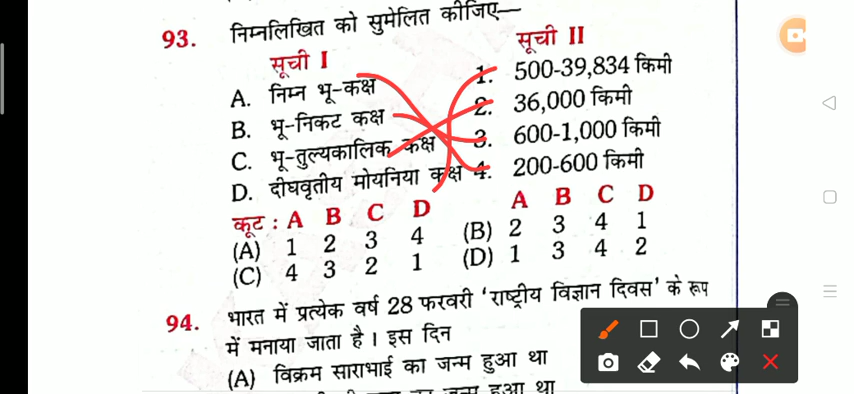 93. निम्नलिखित को सुमेलित कीजिए—
सूची I सूची II
A. निम्न भू-कक्ष 1. 500-39,834 किमी
B. भू-निकट कक्ष 2. 36,000 किमी
C. भू-तुल्यकालिक कक्ष 3. 600-1,000 किमी
D. दीघवृतीय मोयनिया कक्ष 4. 200-600 किमी
कूट : A B C D A B C D
(A) 1 2 3 4 (B) 2 3 4 1
(C) 4 3 2 1 (D) 1 3 4 2
94. भारत में प्रत्येक वर्ष 28 फरवरी ‘राष्ट्रीय विज्ञान दिवस’ के रूप
में मनाया जाता है । इस दिन
(A) विक्रम साराभाई का जन्म हुआ था
जन्म हुआ था